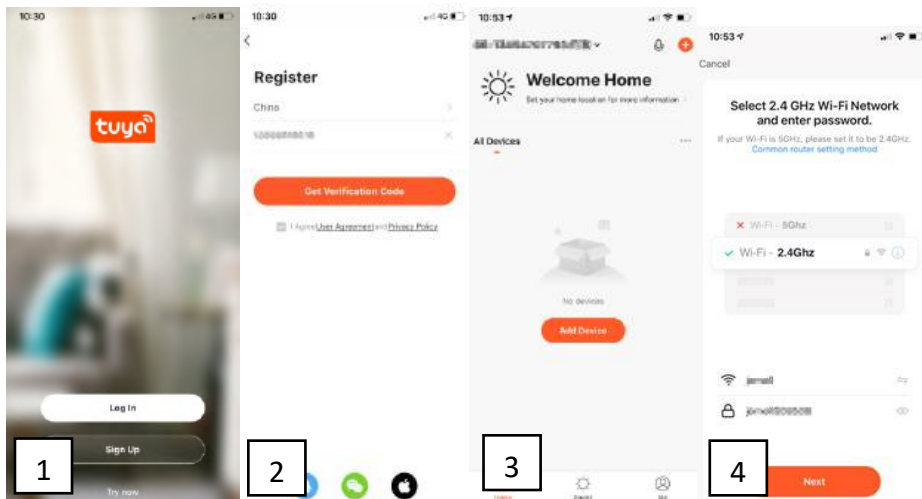 10:30
4G
tuya
Log In
Sign Up
Try now
1
10:30
4G
Register
China
Get Verification Code
I Agree User Agreement and Privacy Policy
2
10:53
Welcome Home
Set your home location for more information
All Devices
No devices
Add Device
3
10:53
Cancel
Select 2.4 GHz Wi-Fi Network
and enter password.
If your Wi-Fi is 5GHz, please set it to be 2.4GHz.
Common router setting method
Wi-Fi - 5Ghz
Wi-Fi - 2.4Ghz
Next
4